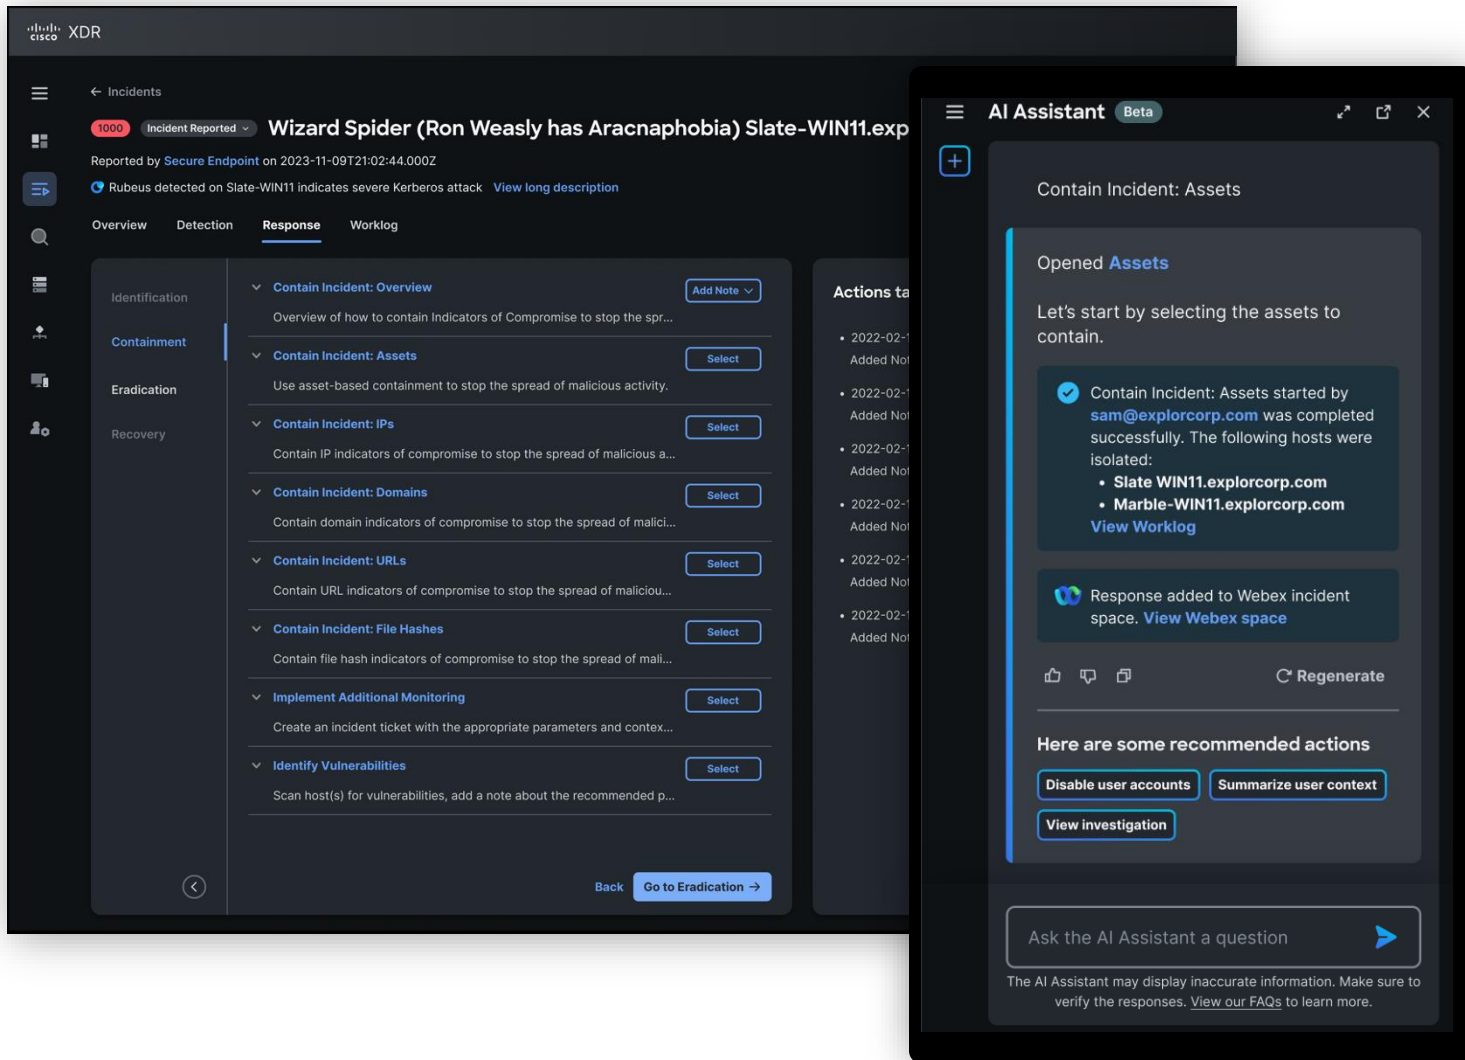 cisco XDR
← Incidents
1000 Incident Reported Wizard Spider (Ron Weasly has Aracnaphobia) Slate-WIN11.exp
Reported by Secure Endpoint on 2023-11-09T21:02:44.000Z
Rubeus detected on Slate-WIN11 indicates severe Kerberos attack View long description
Overview Detection Response Worklog
Identification
Containment
Eradication
Recovery
Contain Incident: Overview Add Note
Overview of how to contain Indicators of Compromise to stop the spr...
Contain Incident: Assets Select
Use asset-based containment to stop the spread of malicious activity.
Contain Incident: IPs Select
Contain IP indicators of compromise to stop the spread of malicious a...
Contain Incident: Domains Select
Contain domain indicators of compromise to stop the spread of malici...
Contain Incident: URLs Select
Contain URL indicators of compromise to stop the spread of maliciou...
Contain Incident: File Hashes Select
Contain file hash indicators of compromise to stop the spread of mali...
Implement Additional Monitoring Select
Create an incident ticket with the appropriate parameters and contex...
Identify Vulnerabilities Select
Scan host(s) for vulnerabilities, add a note about the recommended p...
Back Go to Eradication →
Actions ta
• 2022-02-1
Added Not
• 2022-02-1
Added Not
• 2022-02-1
Added Not
• 2022-02-1
Added Not
• 2022-02-1
Added Not
• 2022-02-1
Added Not
AI Assistant Beta
Contain Incident: Assets
Opened Assets
Let's start by selecting the assets to
contain.
Contain Incident: Assets started by
sam@explorcorp.com was completed
successfully. The following hosts were
isolated:
• Slate WIN11.explorcorp.com
• Marble-WIN11.explorcorp.com
View Worklog
Response added to Webex incident
space. View Webex space
Regenerate
Here are some recommended actions
Disable user accounts Summarize user context
View investigation
Ask the AI Assistant a question
The AI Assistant may display inaccurate information. Make sure to
verify the responses. View our FAQs to learn more.